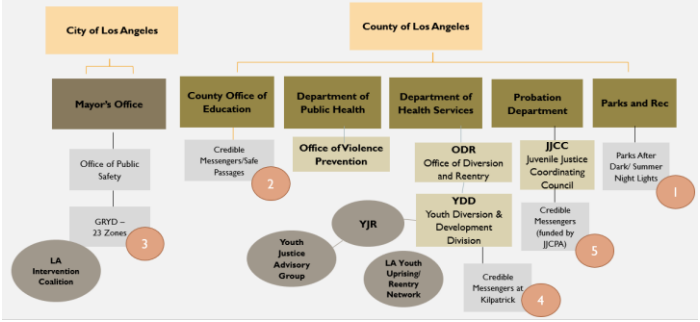 City of Los Angeles
County of Los Angeles
Mayor's Office
County Office of
Education
Department of
Public Health
Department of
Health Services
Probation
Department
Parks and Rec
Office of Public
Safety
Credible
Messengers/Safe
Passages
2
Office of Violence
Prevention
ODR
Office of Diversion
and Reentry
JJCC
Juvenile Justice
Coordinating
Council
Parks After
Dark/ Summer
Night Lights
1
GRYD –
23 Zones
3
LA
Intervention
Coalition
YJR
Youth
Justice
Advisory
Group
YDD
Youth Diversion &
Development
Division
Credible
Messengers
(funded by
JJCPA)
5
LA Youth
Uprising/
Reentry
Network
Credible
Messengers at
Kilpatrick
4